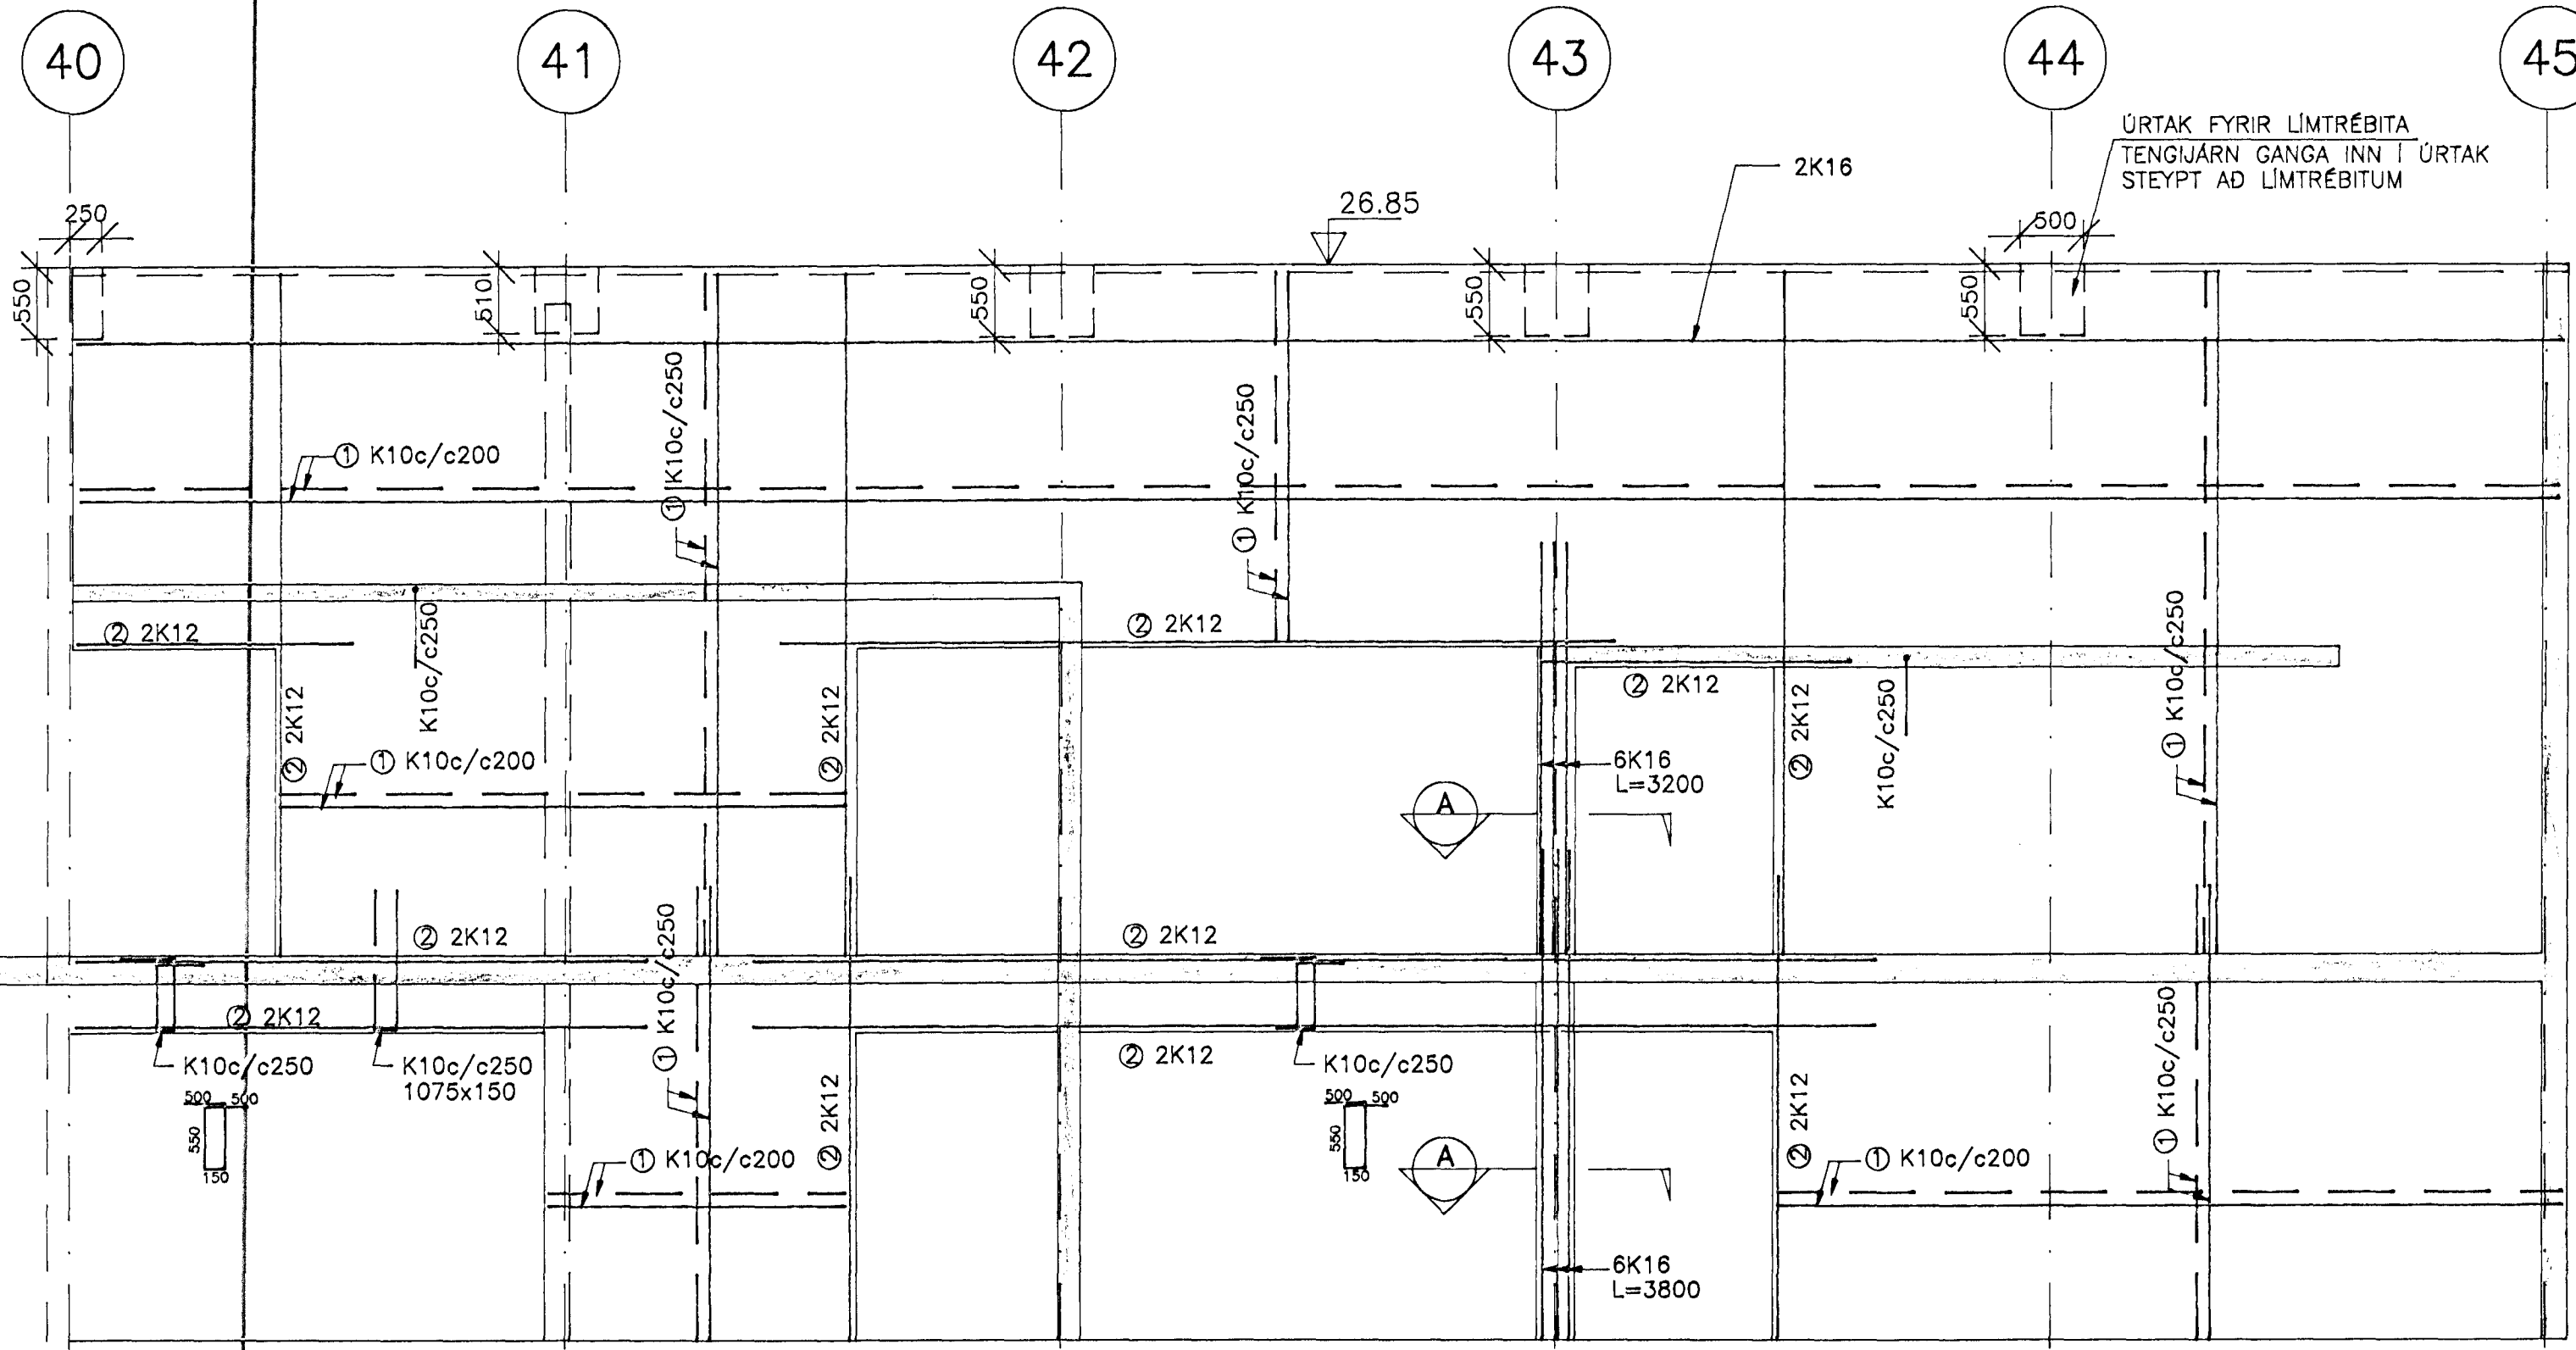 40
41
42
43
44
45
ÚRTAK FYRIR LÍMTRÉBITA
TENGIJÁRN GANGA INN Í ÚRTAK
STEYPT AÐ LÍMTRÉBITUM
2K16
26.85
250
500
550
510
550
550
550
① K10c/c250
① K10c/c250
① K10c/c200
② 2K12
② 2K12
K10c/c250
① K10c/c250
② 2K12
② 2K12
② 2K12
② 2K12
K10c/c250
① K10c/c200
6K16
L=3200
A
② 2K12
② 2K12
① K10c/c250
① K10c/c250
② 2K12
② 2K12
K10c/c250
K10c/c250
1075x150
K10c/c250
500 500
550
150
500 500
550
150
② 2K12
② 2K12
① K10c/c200
A
① K10c/c200
6K16
L=3800